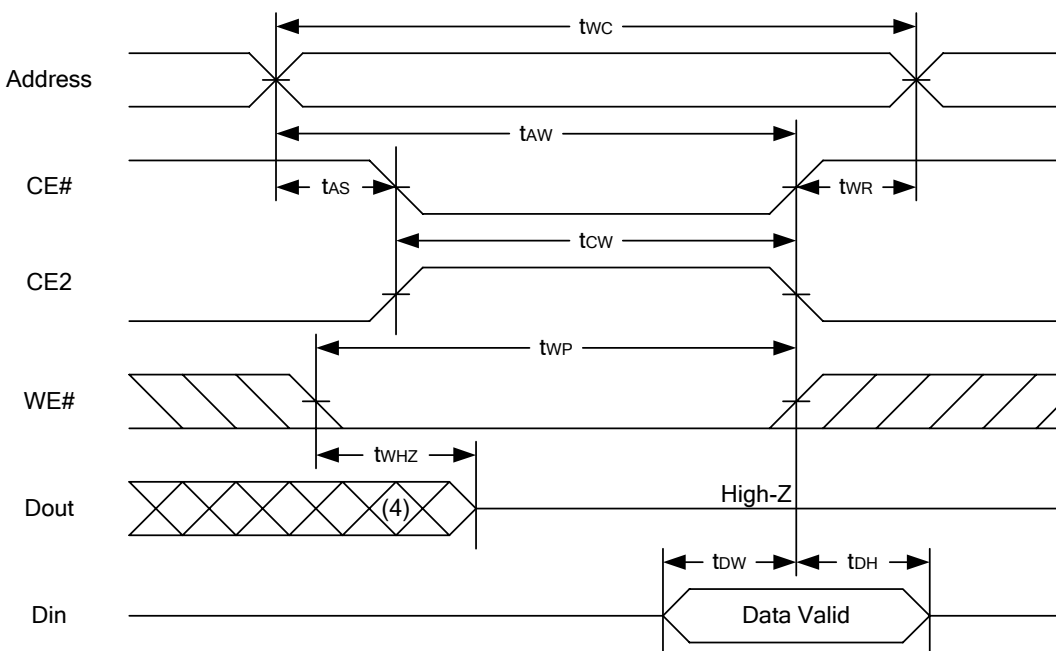 tWC
Address
tAW
CE#
tAS
tWR
tCW
CE2
tWP
WE#
tWHZ
Dout
(4)
High-Z
tDW
tDH
Din
Data Valid